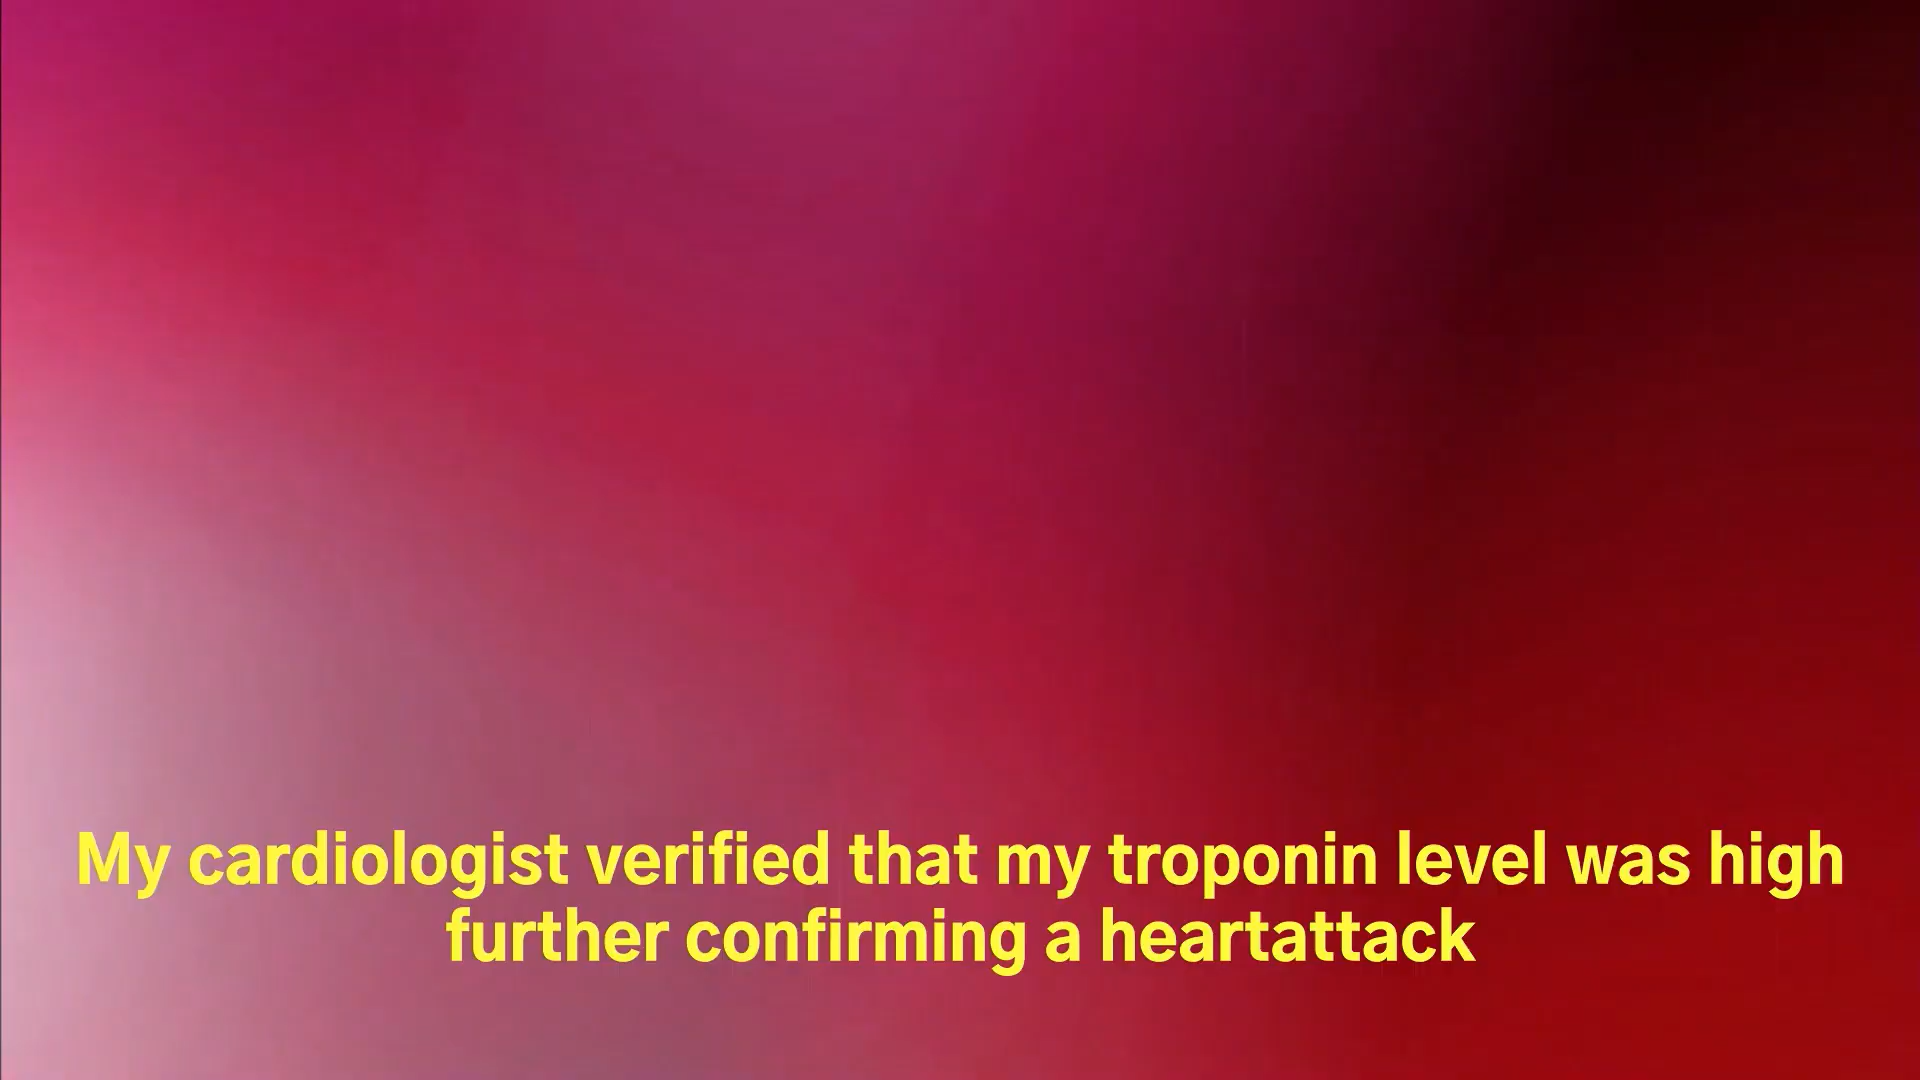 My cardiologist verified that my troponin level was high
further confirming a heartattack